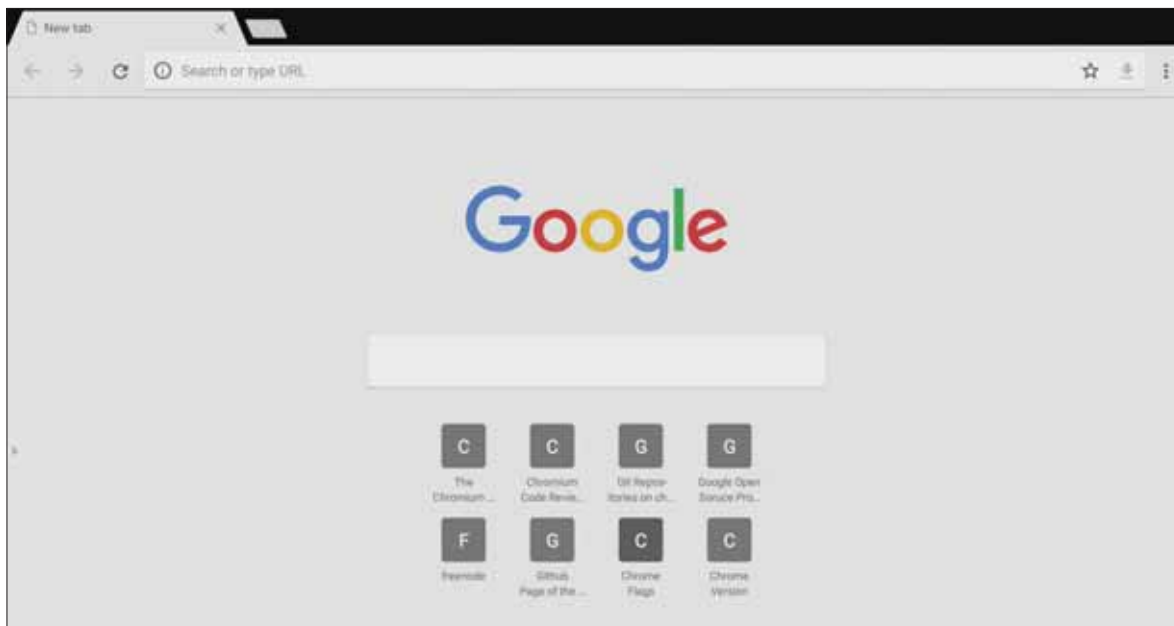 New tab
Search or type URL
Google
C
C
G
G
The
Chromium ...
Chromium
Code Revie...
Git Repos-
itories on ch...
Google Open
Soruce Pro...
F
G
C
C
freenode
Github
Page of the ...
Chrome
Flags
Chrome
Version